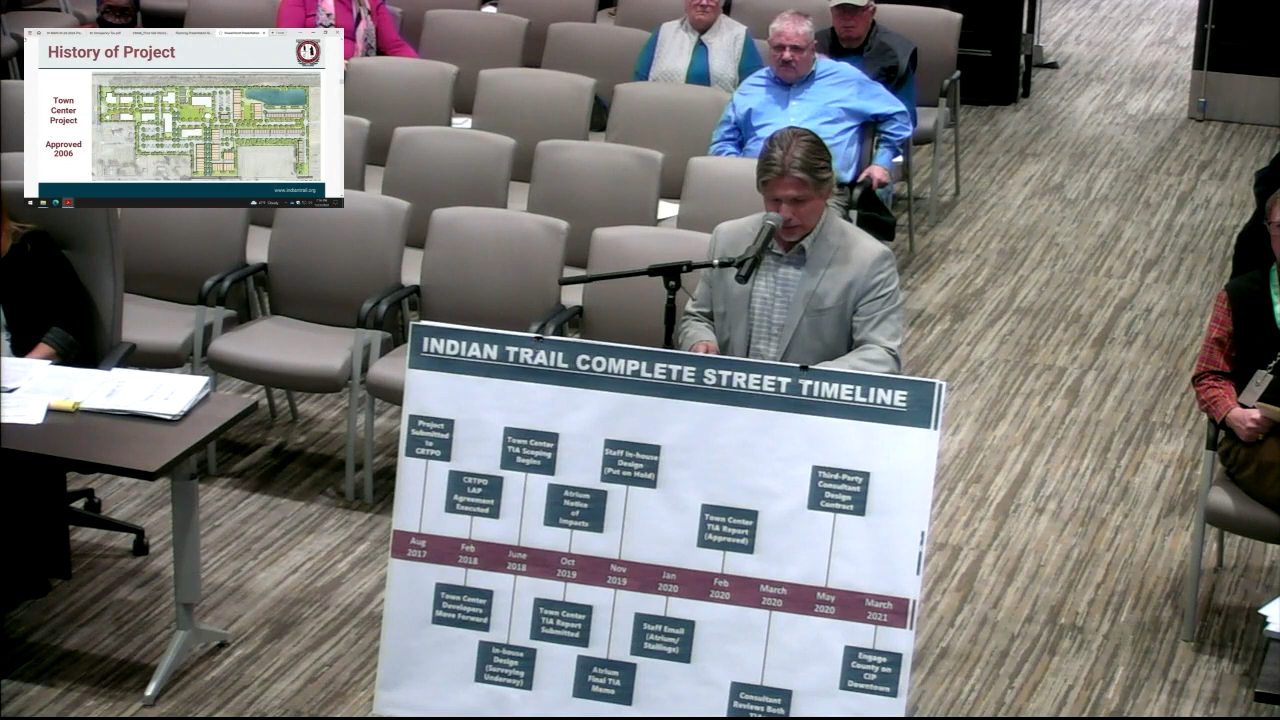 History of Project
Town
Center
Project
Approved
2006
www.indiantrail.org
INDIAN TRAIL COMPLETE STREET TIMELINE
Project
Submitted
to
CRTPO
CRTPO
LAP
Agreement
Executed
Town Center
TIA Scoping
Begins
Atrium
Notice
of
Impacts
Staff In-house
Design
(Put on Hold)
Town Center
TIA Report
(Approved)
Third-Party
Consultant
Design
Contract
Aug
2017
Feb
2018
June
2018
Oct
2019
Nov
2019
Jan
2020
Feb
2020
March
2020
May
2020
March
2021
Town Center
Developers
Move Forward
In-house
Design
(Surveying
Underway)
Town Center
TIA Report
Submitted
Atrium
Final TIA
Memo
Staff Email
(Atrium/
Stallings)
Consultant
Reviews Both
Engage
County on
CIP
Downtown